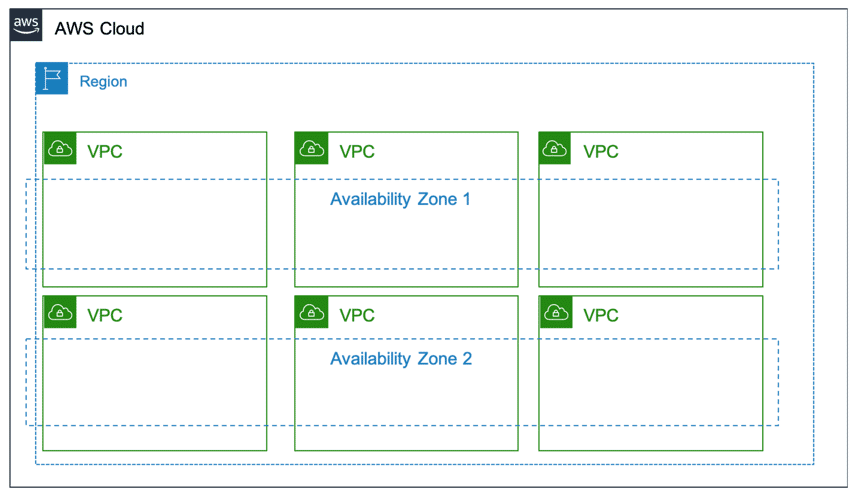 aws
AWS Cloud
Region
VPC
VPC
VPC
Availability Zone 1
VPC
VPC
VPC
Availability Zone 2